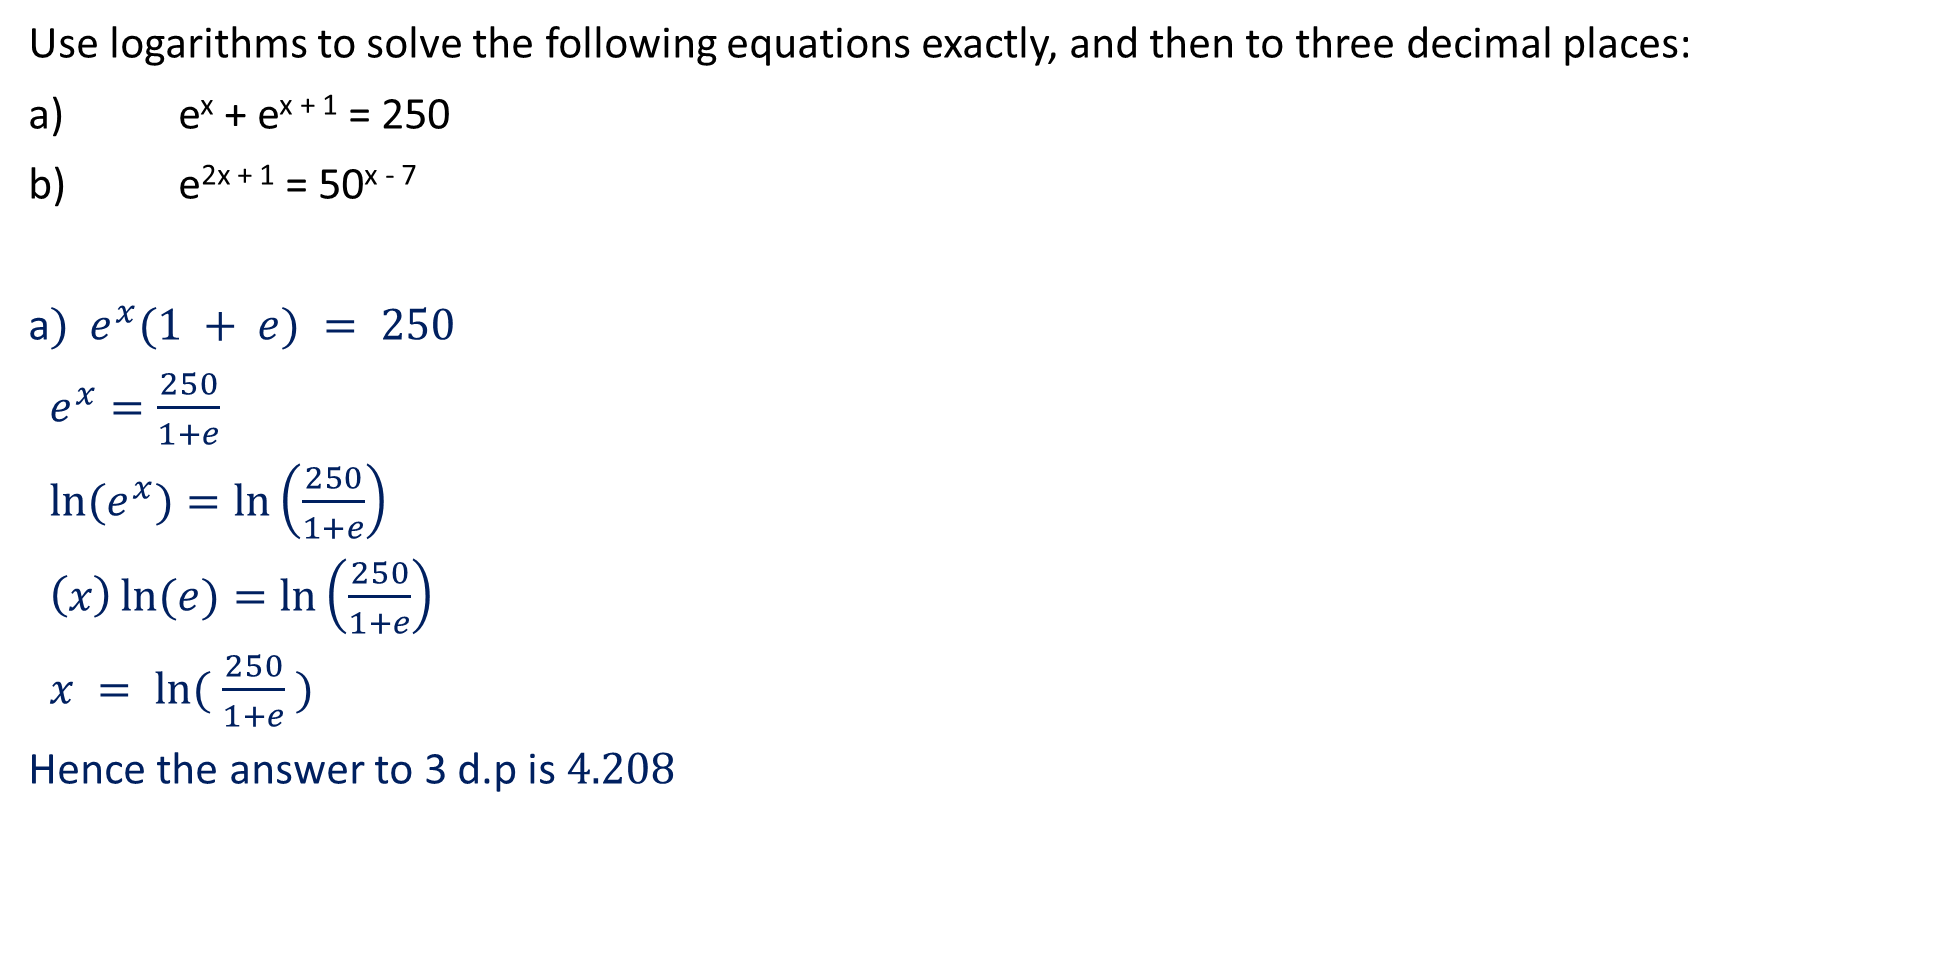 Use logarithms to solve the following equations exactly, and then to three decimal places:
a) eˣ + eˣ ⁺ ¹ = 250
b) e²ˣ ⁺ ¹ = 50ˣ ⁻ ⁷
a) 𝑒ˣ(1 + 𝑒) = 250
𝑒ˣ = 250/(1+𝑒)
ln(𝑒ˣ) = ln(250/(1+𝑒))
(𝑥) ln(𝑒) = ln(250/(1+𝑒))
𝑥 = ln(250/(1+𝑒))
Hence the answer to 3 d.p is 4.208